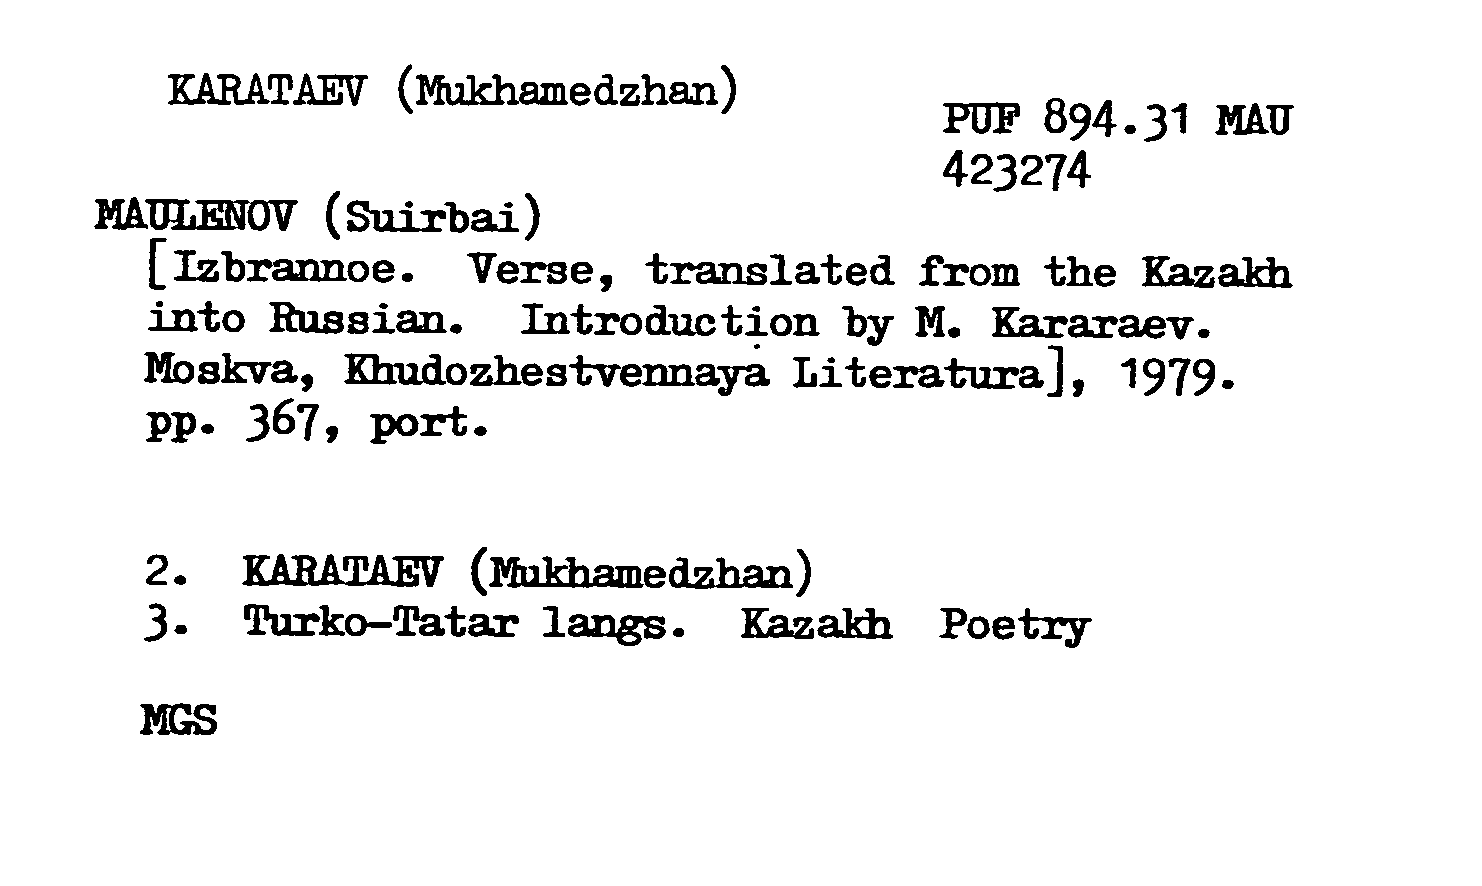 KARATAEV (Mukhamedzhan)
PUF 894.31 MAU
423274
MAULENOV (Suirbai)
[Izbrannoe. Verse, translated from the Kazakh
into Russian. Introduction by M. Kararaev.
Moskva, Khudozhestvennaya Literatura], 1979.
pp. 367, port.
2. KARATAEV (Mukhamedzhan)
3. Turko-Tatar langs. Kazakh Poetry
MGS